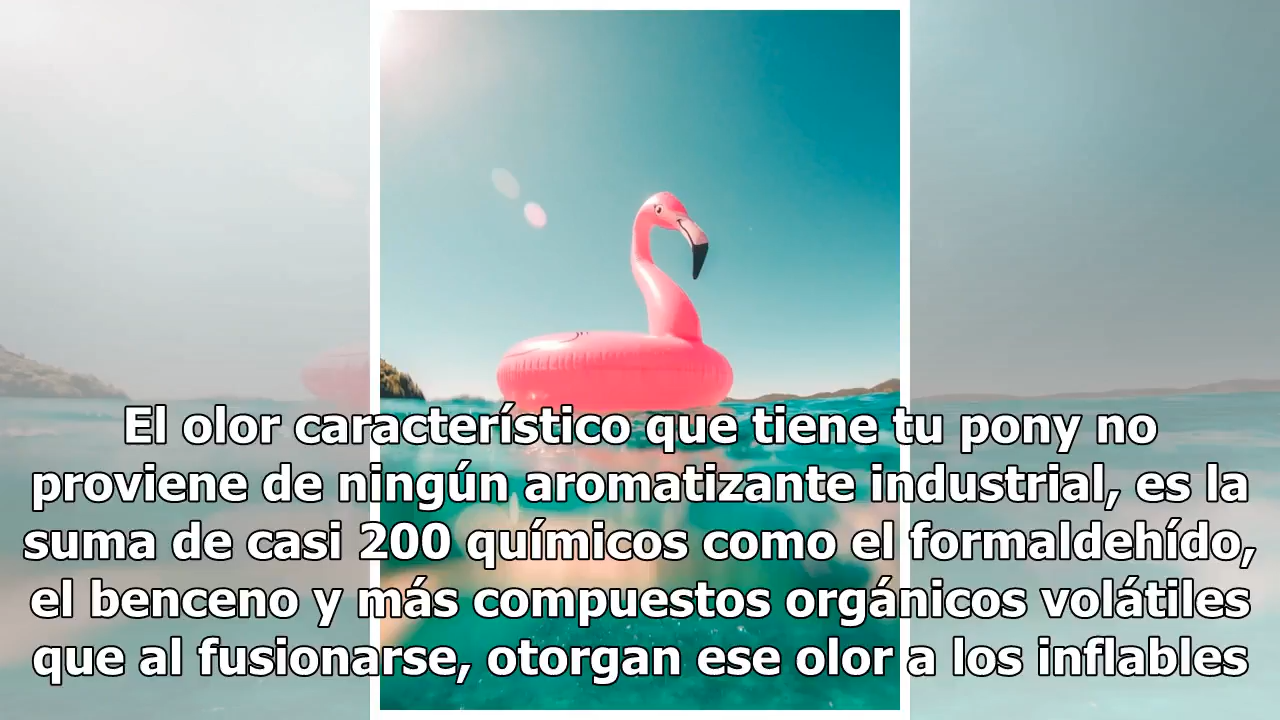 El olor característico que tiene tu pony no
proviene de ningún aromatizante industrial, es la
suma de casi 200 químicos como el formaldehído,
el benceno y más compuestos orgánicos volátiles
que al fusionarse, otorgan ese olor a los inflables